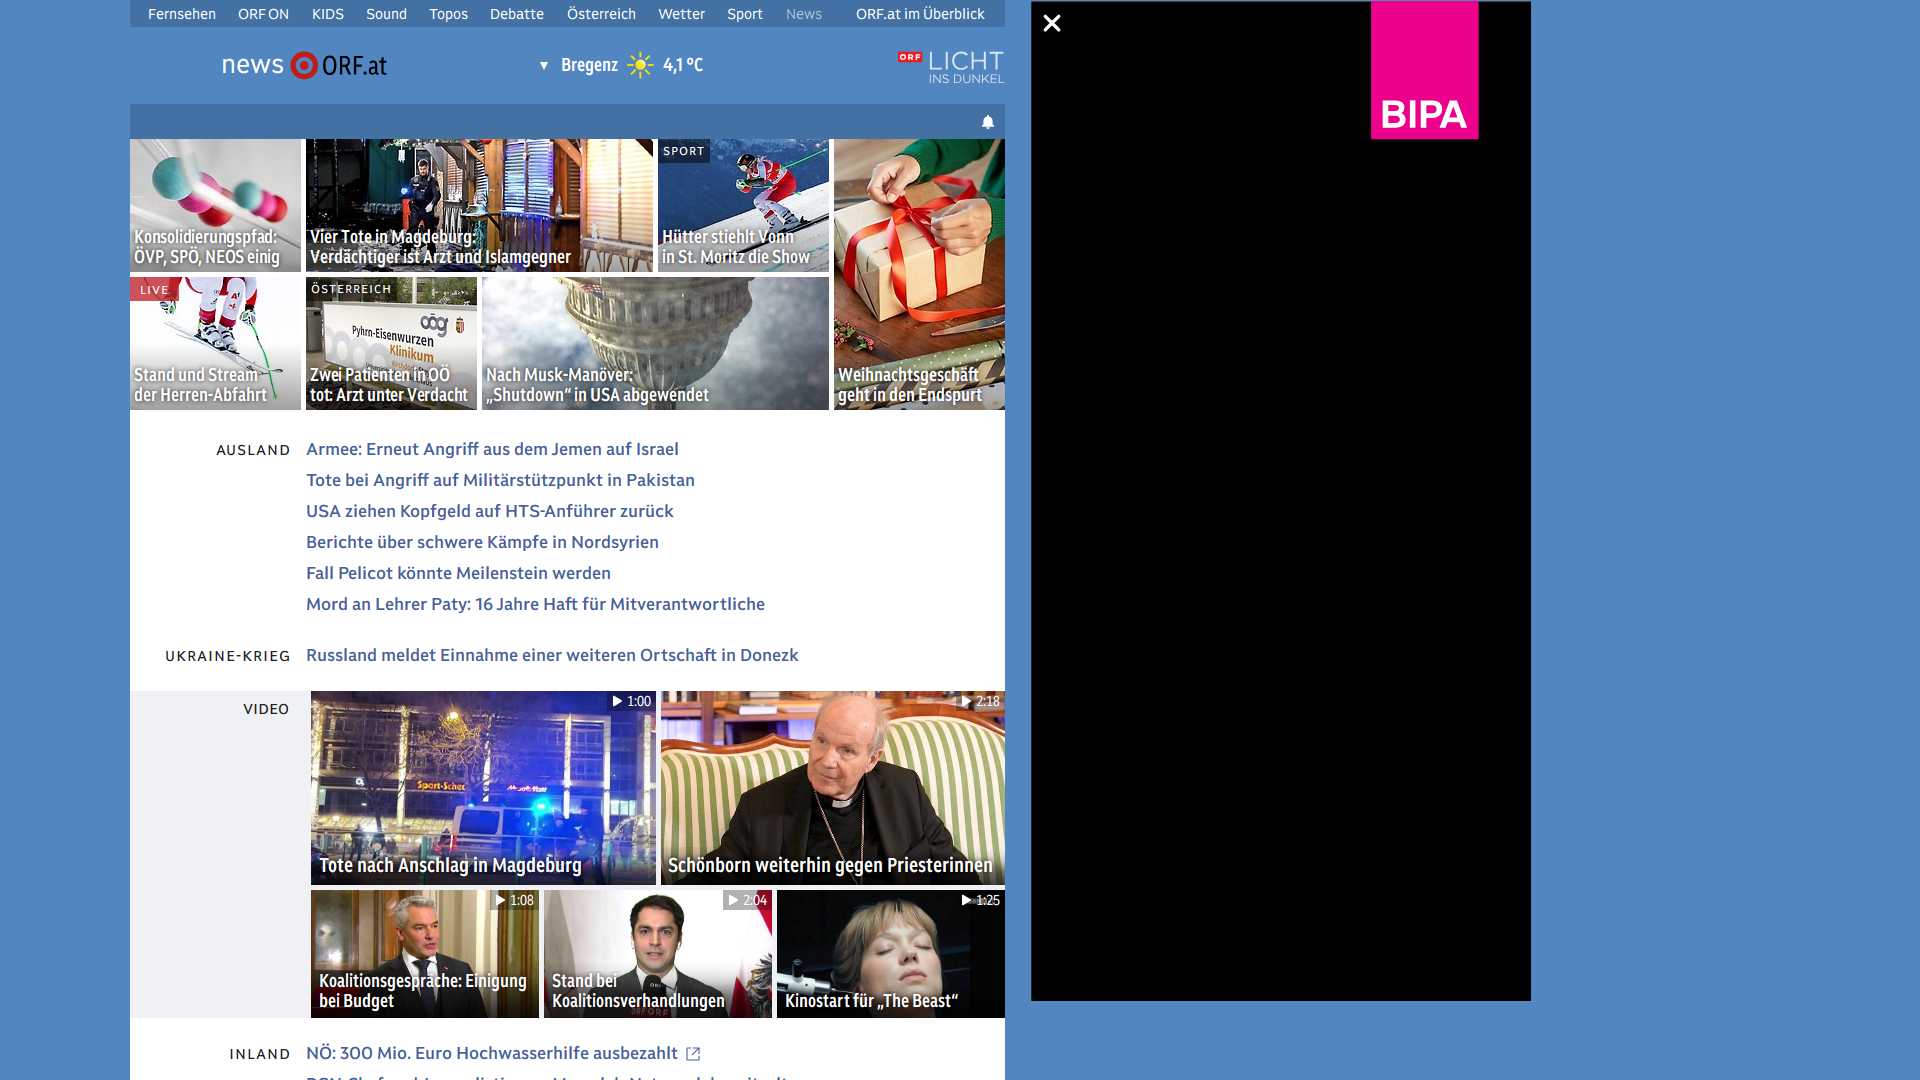 Fernsehen ORF ON KIDS Sound Topos Debatte Österreich Wetter Sport News ORF.at im Überblick
news ORF.at
Bregenz 4,1 °C
ORF LICHT
INS DUNKEL
BIPA
Konsolidierungspfad:
ÖVP, SPÖ, NEOS einig
Vier Tote in Magdeburg:
Verdächtiger ist Arzt und Islamgegner
SPORT
Hütter stiehlt Vonn
in St. Moritz die Show
LIVE
Stand und Stream
der Herren-Abfahrt
ÖSTERREICH
oög
Pyhrn-Eisenwurzen
Klinikum
Zwei Patienten in OÖ
tot: Arzt unter Verdacht
Nach Musk-Manöver:
„Shutdown“ in USA abgewendet
Weihnachtsgeschäft
geht in den Endspurt
AUSLAND
Armee: Erneut Angriff aus dem Jemen auf Israel
Tote bei Angriff auf Militärstützpunkt in Pakistan
USA ziehen Kopfgeld auf HTS-Anführer zurück
Berichte über schwere Kämpfe in Nordsyrien
Fall Pelicot könnte Meilenstein werden
Mord an Lehrer Paty: 16 Jahre Haft für Mitverantwortliche
UKRAINE-KRIEG
Russland meldet Einnahme einer weiteren Ortschaft in Donezk
VIDEO
1:00
Sport-Scheck
Tote nach Anschlag in Magdeburg
2:18
Schönborn weiterhin gegen Priesterinnen
1:08
Koalitionsgespräche: Einigung
bei Budget
2:04
Stand bei
Koalitionsverhandlungen
1:25
Kinostart für „The Beast“
INLAND
NÖ: 300 Mio. Euro Hochwasserhilfe ausbezahlt